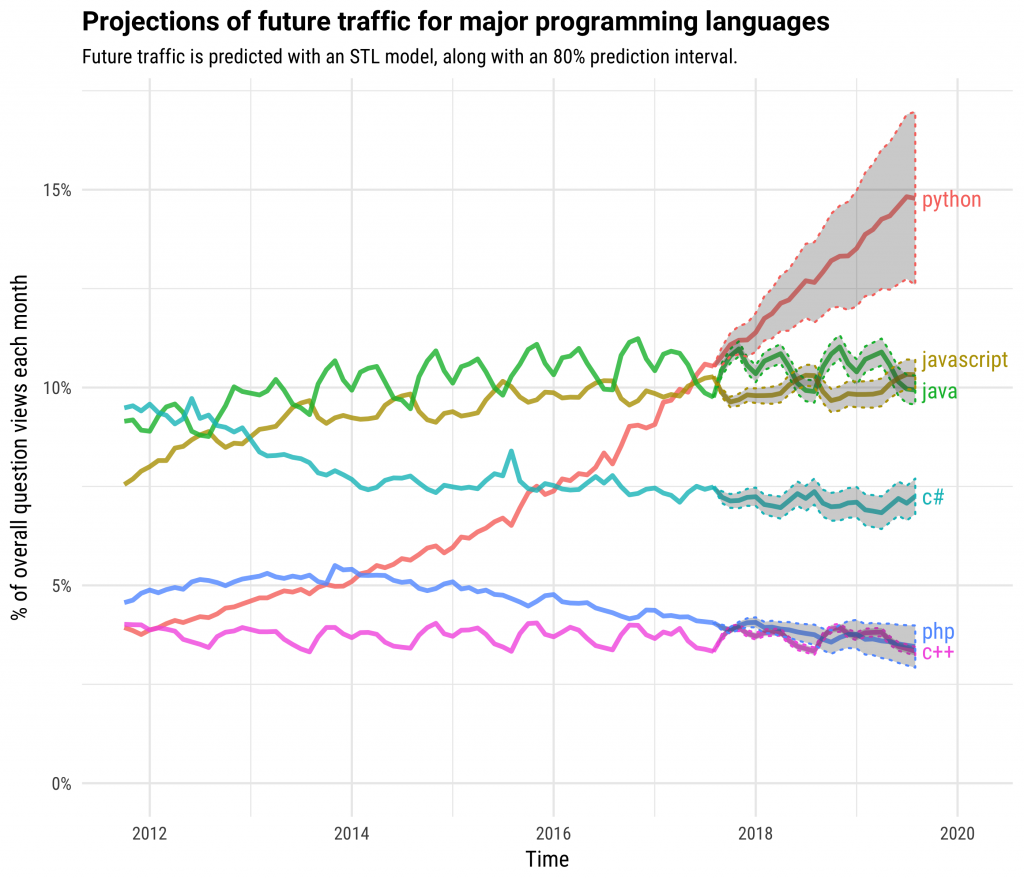 Projections of future traffic for major programming languages
Future traffic is predicted with an STL model, along with an 80% prediction interval.
% of overall question views each month
15%
10%
5%
0%
python
javascript
java
c#
php
c++
2012
2014
2016
2018
2020
Time